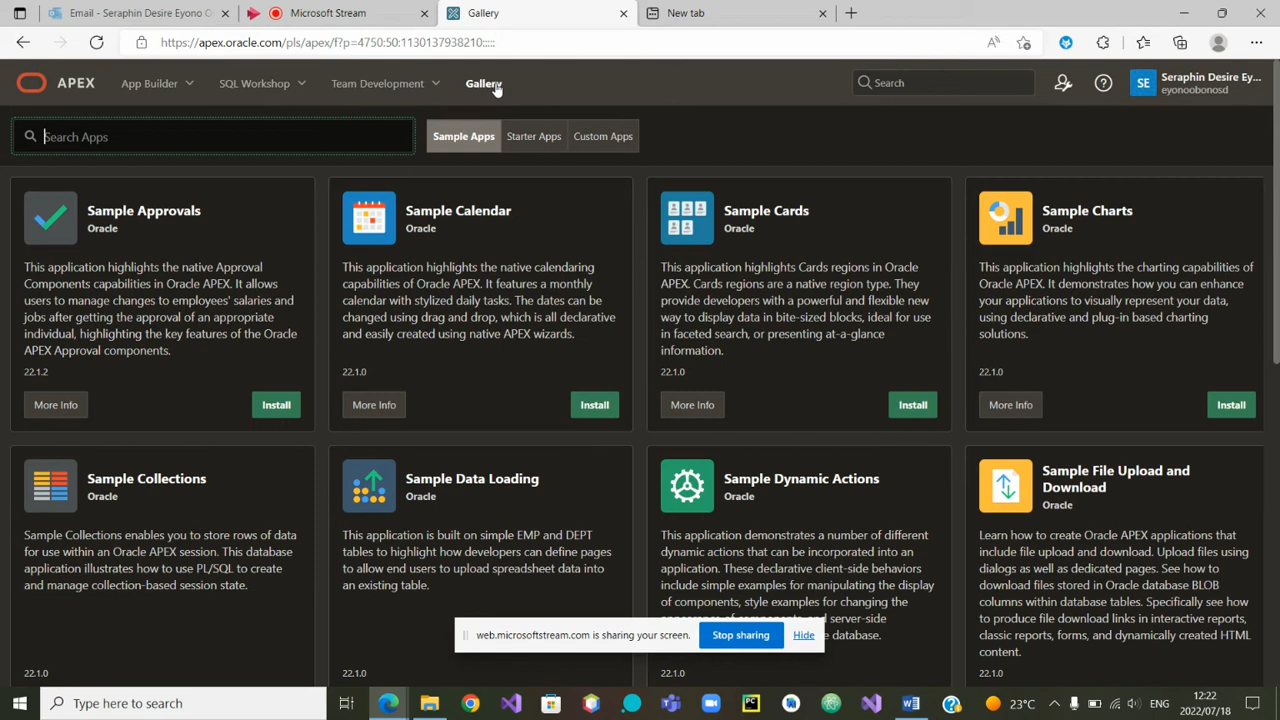 Email - Seraphin Desire Eyono O
Microsoft Stream
Gallery
New tab
https://apex.oracle.com/pls/apex/f?p=4750:50:1130137938210:::::
APEX
App Builder
SQL Workshop
Team Development
Gallery
Search
SE
Seraphin Desire Ey...
eyonoobonosd
Search Apps
Sample Apps
Starter Apps
Custom Apps
Sample Approvals
Oracle
This application highlights the native Approval
Components capabilities in Oracle APEX. It allows
users to manage changes to employees' salaries and
jobs after getting the approval of an appropriate
individual, highlighting the key features of the Oracle
APEX Approval components.
22.1.2
More Info
Install
Sample Calendar
Oracle
This application highlights the native calendaring
capabilities of Oracle APEX. It features a monthly
calendar with stylized daily tasks. The dates can be
changed using drag and drop, which is all declarative
and easily created using native APEX wizards.
22.1.0
More Info
Install
Sample Cards
Oracle
This application highlights Cards regions in Oracle
APEX. Cards regions are a native region type. They
provide developers with a powerful and flexible new
way to display data in bite-sized blocks, ideal for use
in faceted search, or presenting at-a-glance
information.
22.1.0
More Info
Install
Sample Charts
Oracle
This application highlights the charting capabilities of
Oracle APEX. It demonstrates how you can enhance
your applications to visually represent your data,
using declarative and plug-in based charting
solutions.
22.1.0
More Info
Install
Sample Collections
Oracle
Sample Collections enables you to store rows of data
for use within an Oracle APEX session. This database
application illustrates how to use PL/SQL to create
and manage collection-based session state.
22.1.0
Sample Data Loading
Oracle
This application is built on simple EMP and DEPT
tables to highlight how developers can define pages
to allow end users to upload spreadsheet data into
an existing table.
22.1.0
Sample Dynamic Actions
Oracle
This application demonstrates a number of different
dynamic actions that can be incorporated into an
application. These declarative client-side behaviors
include simple examples for manipulating the display
of components, style examples for changing the
and server-side
database.
22.1.0
Sample File Upload and
Download
Oracle
Learn how to create Oracle APEX applications that
include file upload and download. Upload files using
dialogs as well as dedicated pages. See how to
download files stored in Oracle database BLOB
columns within database tables. Specifically see how
to produce file download links in interactive reports,
classic reports, forms, and dynamically created HTML
content.
22.1.0
web.microsoftstream.com is sharing your screen.
Stop sharing
Hide
Type here to search
23°C
ENG
12:22
2022/07/18